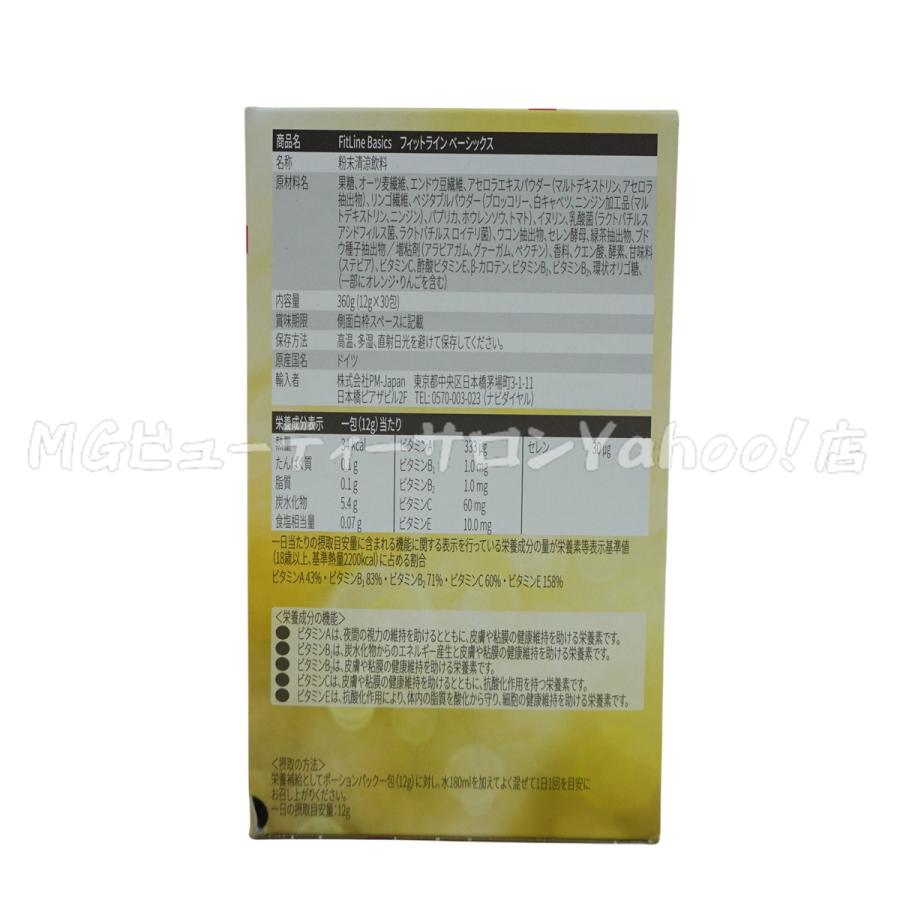 商品名 FitLine Basics フィットライン ベーシックス
名称 粉末清涼飲料
原材料名 果糖、オーツ麦繊維、エンドウ豆繊維、アセロラエキスパウダー(マルトデキストリン、アセロラ
抽出物)、リンゴ繊維、ベジタブルパウダー(ブロッコリー、白キャベツ、ニンジン加工品(マル
トデキストリン、ニンジン)、パプリカ、ホウレンソウ、トマト)、イヌリン、乳酸菌(ラクトバチルス
アシドフィルス菌、ラクトバチルス ロイテリ菌)、ウコン抽出物、セレン酵母、緑茶抽出物、ブド
ウ種子抽出物/増粘剤(アラビアガム、グァーガム、ペクチン)、香料、クエン酸、酵素、甘味料
(ステビア)、ビタミンC、酢酸ビタミンE、β-カロテン、ビタミンB₁、ビタミンB₂、環状オリゴ糖、
(一部にオレンジ・りんごを含む)
内容量 360g (12g×30包)
賞味期限 側面白枠スペースに記載
保存方法 高温、多湿、直射日光を避けて保存してください。
原産国名 ドイツ
輸入者 株式会社PM-Japan 東京都中央区日本橋茅場町3-1-11
日本橋ピアザビル2F TEL: 0570-003-023 (ナビダイヤル)
栄養成分表示 一包(12g)当たり
熱量 34 kcal ビタミンA 333 μg セレン 30 μg
MGビューティーサロンYahoo!店
たんぱく質 0.1 g ビタミンB₁ 1.0 mg
脂質 0.1 g ビタミンB₂ 1.0 mg
炭水化物 5.4 g ビタミンC 60 mg
食塩相当量 0.07 g ビタミンE 10.0 mg
一日当たりの摂取目安量に含まれる機能に関する表示を行っている栄養成分の量が栄養素等表示基準値
(18歳以上、基準熱量2200kcal)に占める割合
ビタミンA 43%・ビタミンB₁ 83%・ビタミンB₂ 71%・ビタミンC 60%・ビタミンE 158%
<栄養成分の機能>
● ビタミンAは、夜間の視力の維持を助けるとともに、皮膚や粘膜の健康維持を助ける栄養素です。
● ビタミンB₁は、炭水化物からのエネルギー産生と皮膚や粘膜の健康維持を助ける栄養素です。
● ビタミンB₂は、皮膚や粘膜の健康維持を助ける栄養素です。
● ビタミンCは、皮膚や粘膜の健康維持を助けるとともに、抗酸化作用を持つ栄養素です。
● ビタミンEは、抗酸化作用により、体内の脂質を酸化から守り、細胞の健康維持を助ける栄養素です。
<摂取の方法>
栄養補給としてポーションパック一包(12g)に対し、水180mlを加えてよく混ぜて1日1回を目安に
お召し上がりください。
一日の摂取目安量:12g